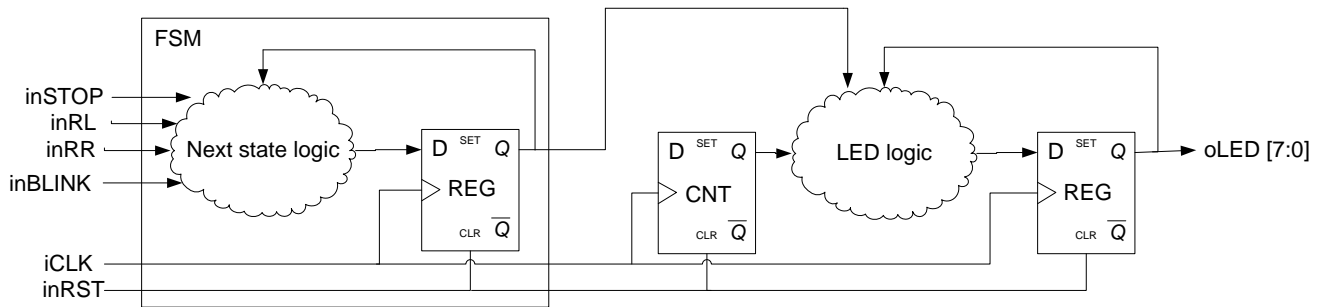 FSM
inSTOP
inRL
inRR
inBLINK
Next state logic
D SET Q
REG
CLR Q
D SET Q
CNT
CLR Q
LED logic
D SET Q
REG
CLR Q
oLED [7:0]
iCLK
inRST